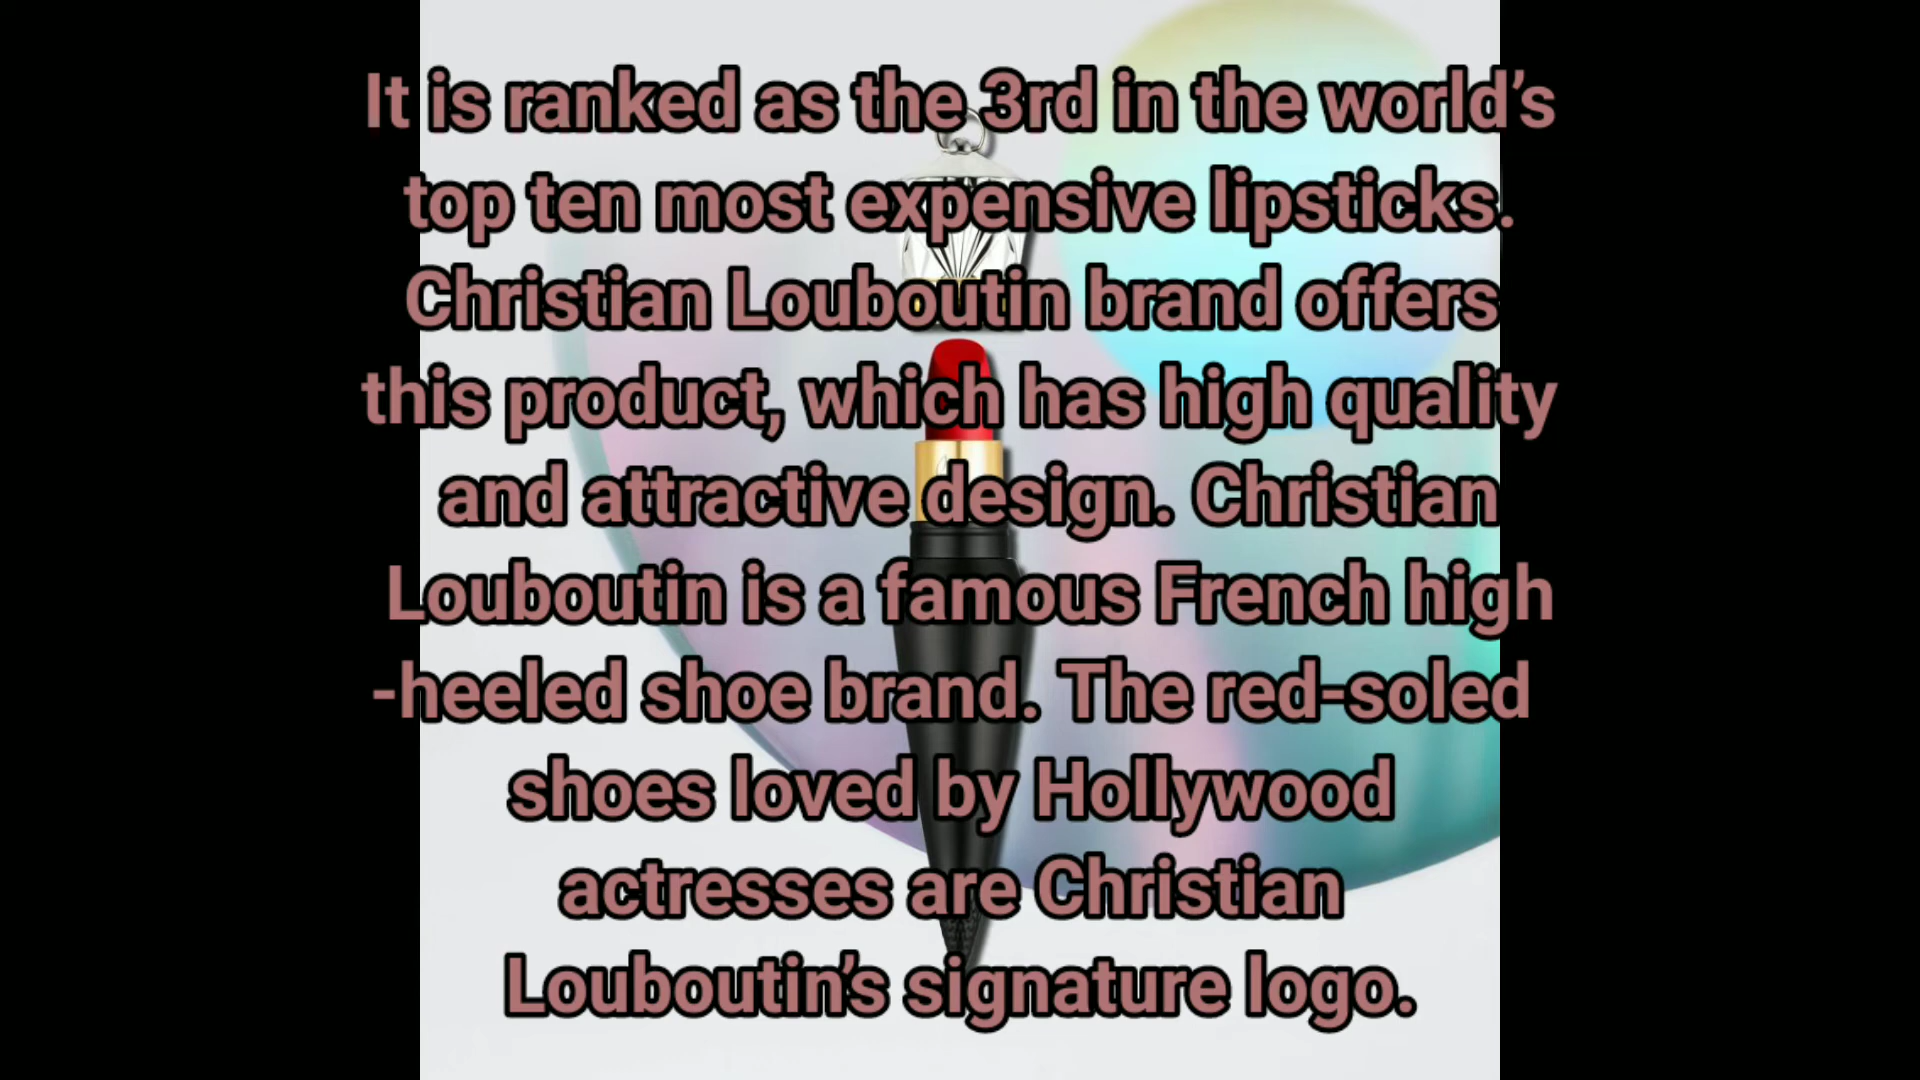 It is ranked as the 3rd in the world’s
top ten most expensive lipsticks.
Christian Louboutin brand offers
this product, which has high quality
and attractive design. Christian
Louboutin is a famous French high
-heeled shoe brand. The red-soled
shoes loved by Hollywood
actresses are Christian
Louboutin’s signature logo.